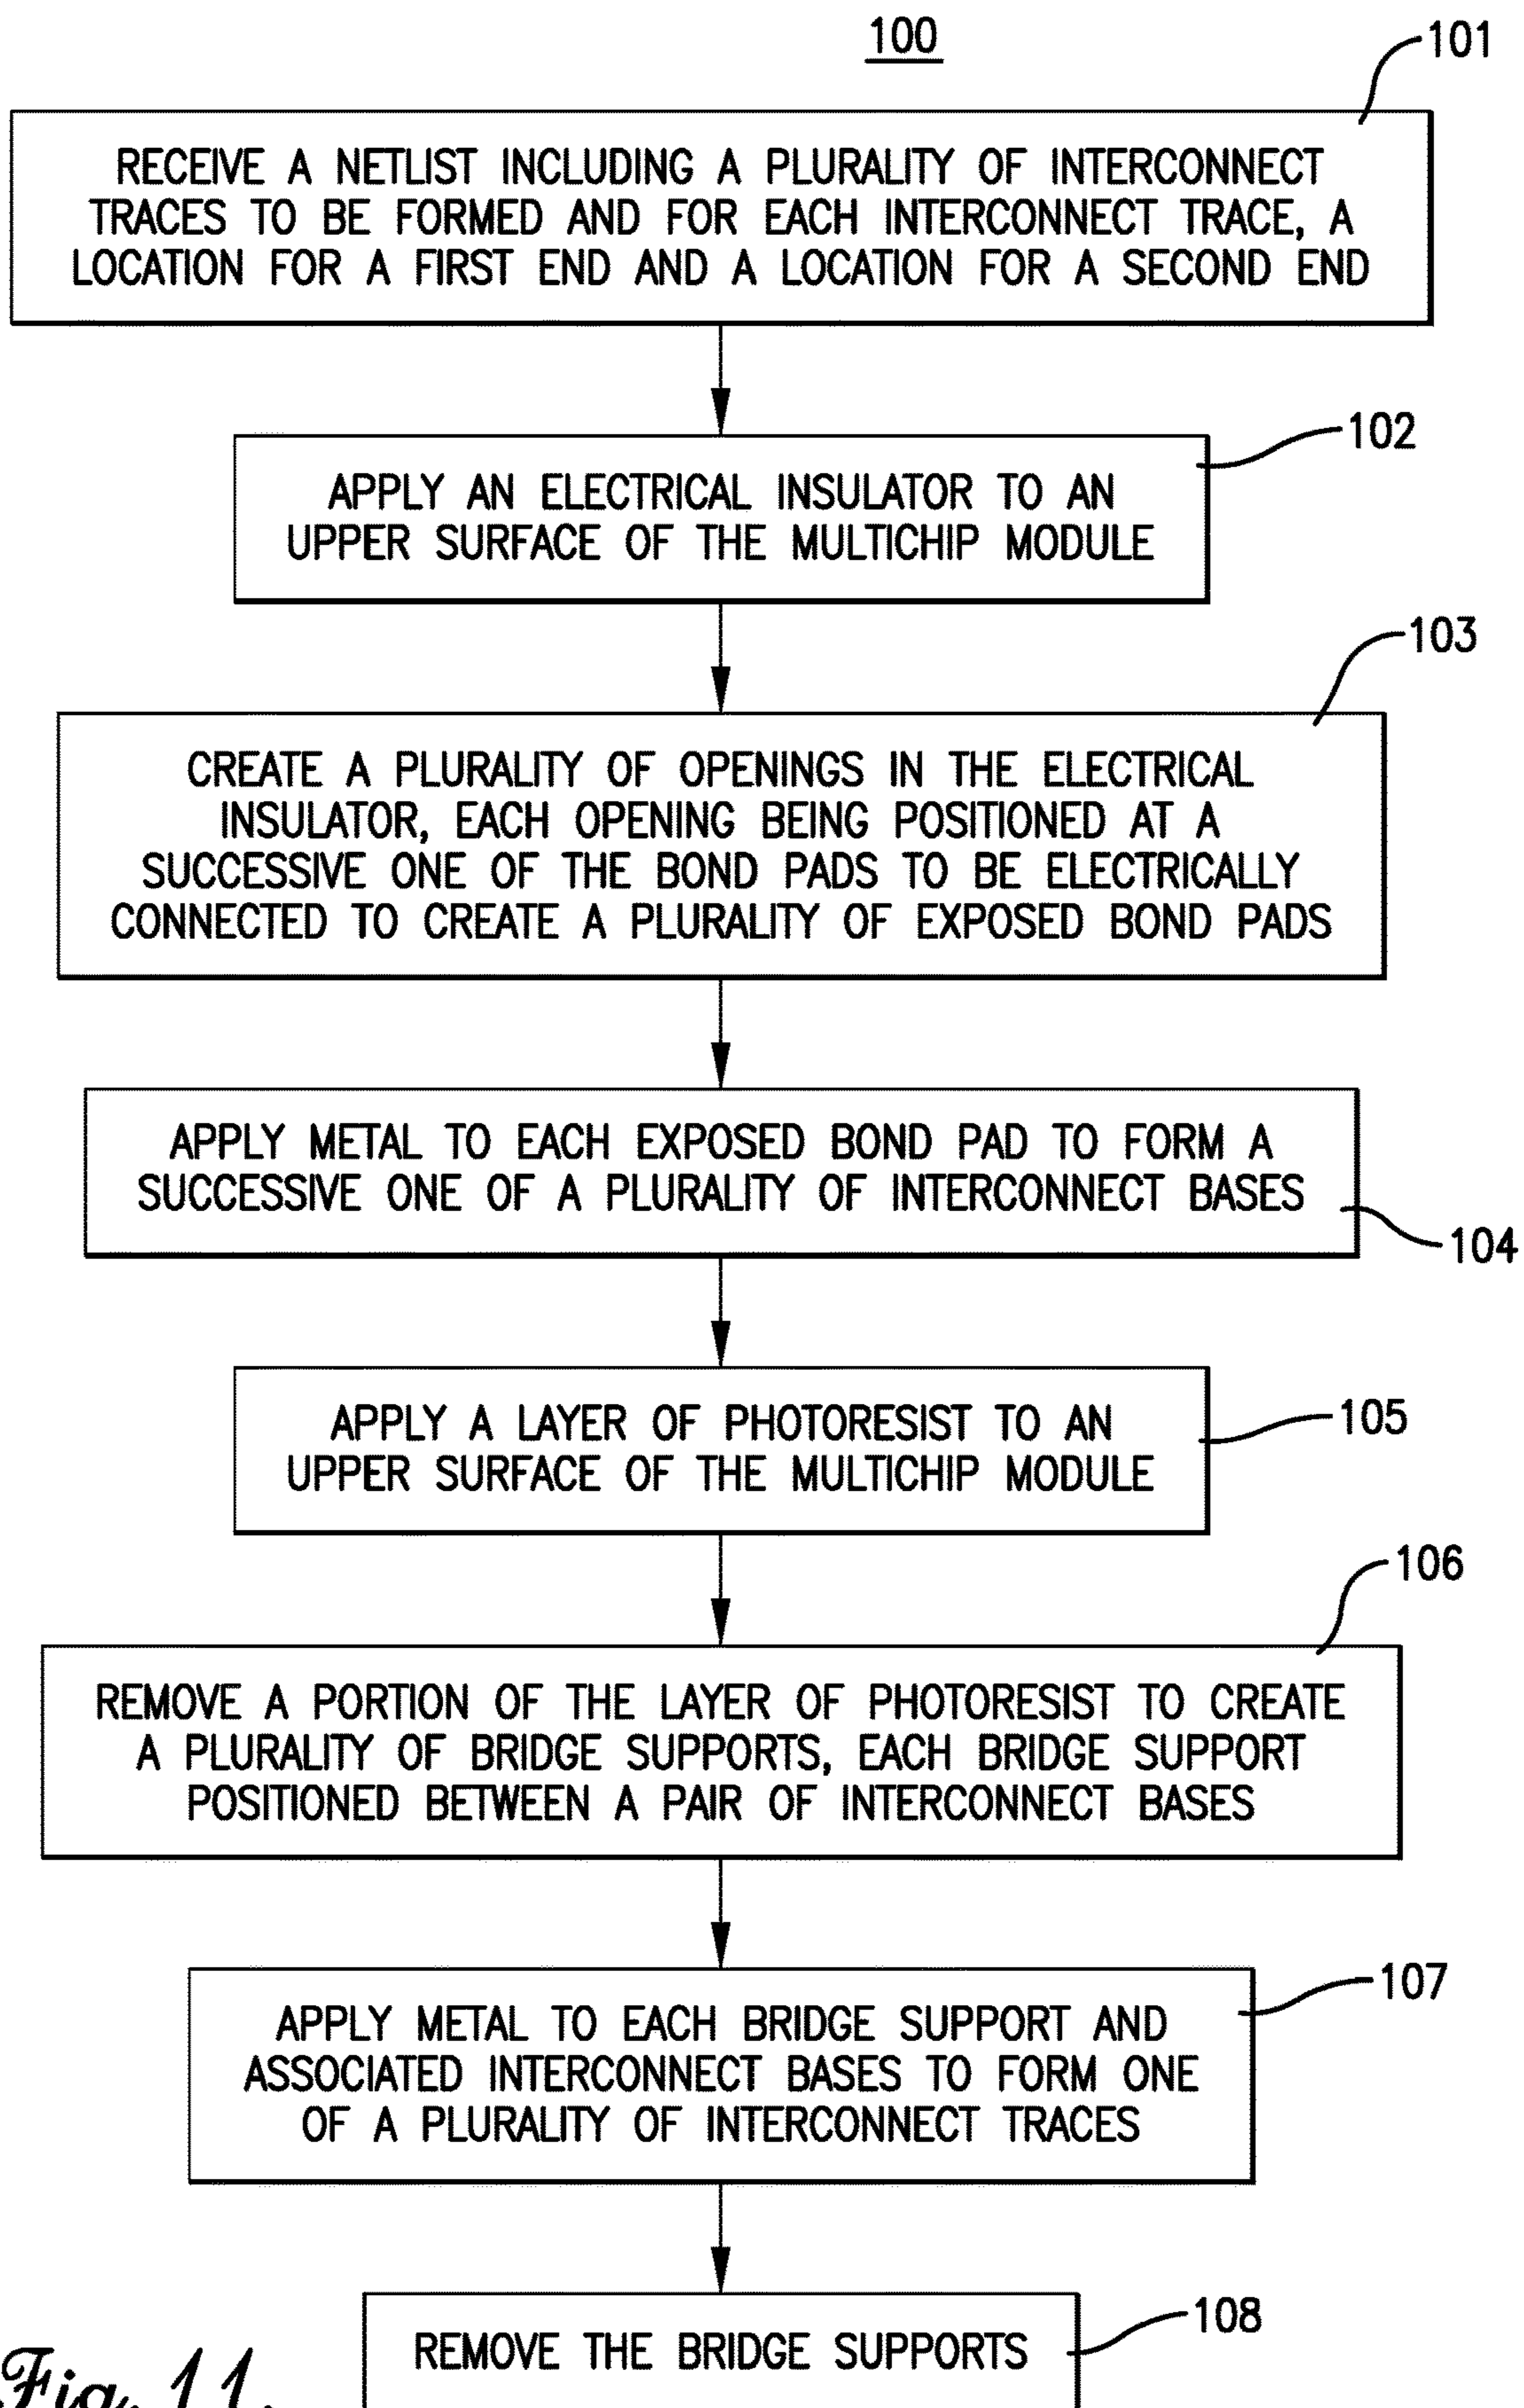 100
101
RECEIVE A NETLIST INCLUDING A PLURALITY OF INTERCONNECT
TRACES TO BE FORMED AND FOR EACH INTERCONNECT TRACE, A
LOCATION FOR A FIRST END AND A LOCATION FOR A SECOND END
102
APPLY AN ELECTRICAL INSULATOR TO AN
UPPER SURFACE OF THE MULTICHIP MODULE
103
CREATE A PLURALITY OF OPENINGS IN THE ELECTRICAL
INSULATOR, EACH OPENING BEING POSITIONED AT A
SUCCESSIVE ONE OF THE BOND PADS TO BE ELECTRICALLY
CONNECTED TO CREATE A PLURALITY OF EXPOSED BOND PADS
APPLY METAL TO EACH EXPOSED BOND PAD TO FORM A
SUCCESSIVE ONE OF A PLURALITY OF INTERCONNECT BASES
104
APPLY A LAYER OF PHOTORESIST TO AN
UPPER SURFACE OF THE MULTICHIP MODULE
105
106
REMOVE A PORTION OF THE LAYER OF PHOTORESIST TO CREATE
A PLURALITY OF BRIDGE SUPPORTS, EACH BRIDGE SUPPORT
POSITIONED BETWEEN A PAIR OF INTERCONNECT BASES
107
APPLY METAL TO EACH BRIDGE SUPPORT AND
ASSOCIATED INTERCONNECT BASES TO FORM ONE
OF A PLURALITY OF INTERCONNECT TRACES
108
REMOVE THE BRIDGE SUPPORTS
Fig. 11.